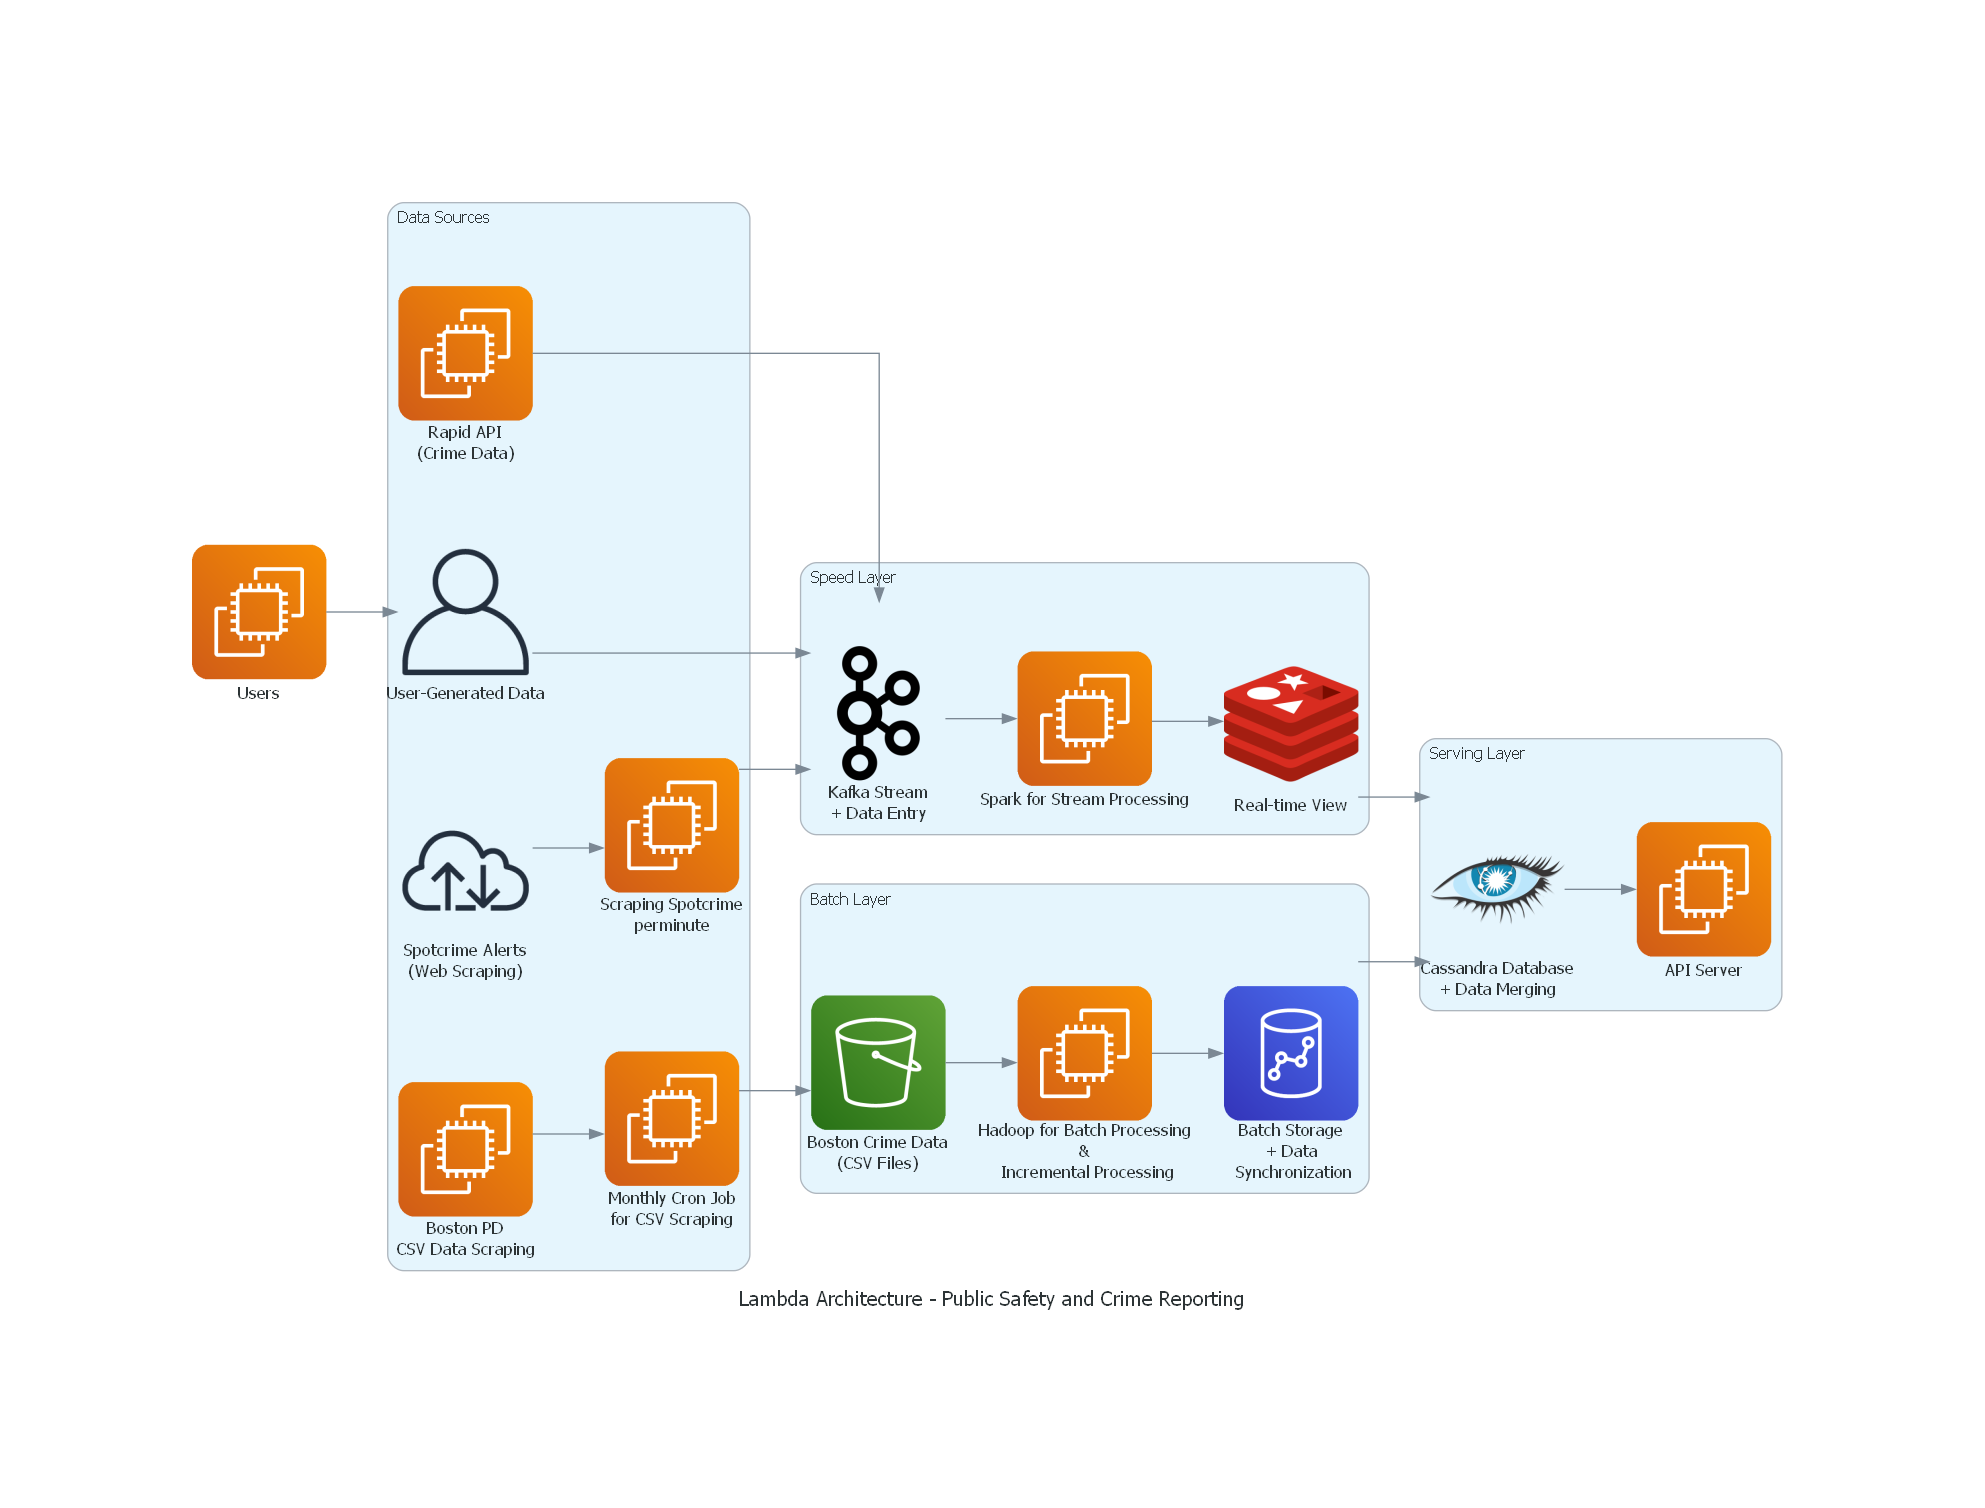 Data Sources
Rapid API
(Crime Data)
Users
User-Generated Data
Spotcrime Alerts
(Web Scraping)
Scraping Spotcrime
perminute
Boston PD
CSV Data Scraping
Monthly Cron Job
for CSV Scraping
Speed Layer
Kafka Stream
+ Data Entry
Spark for Stream Processing
Real-time View
Batch Layer
Boston Crime Data
(CSV Files)
Hadoop for Batch Processing
&
Incremental Processing
Batch Storage
+ Data
Synchronization
Serving Layer
Cassandra Database
+ Data Merging
API Server
Lambda Architecture - Public Safety and Crime Reporting